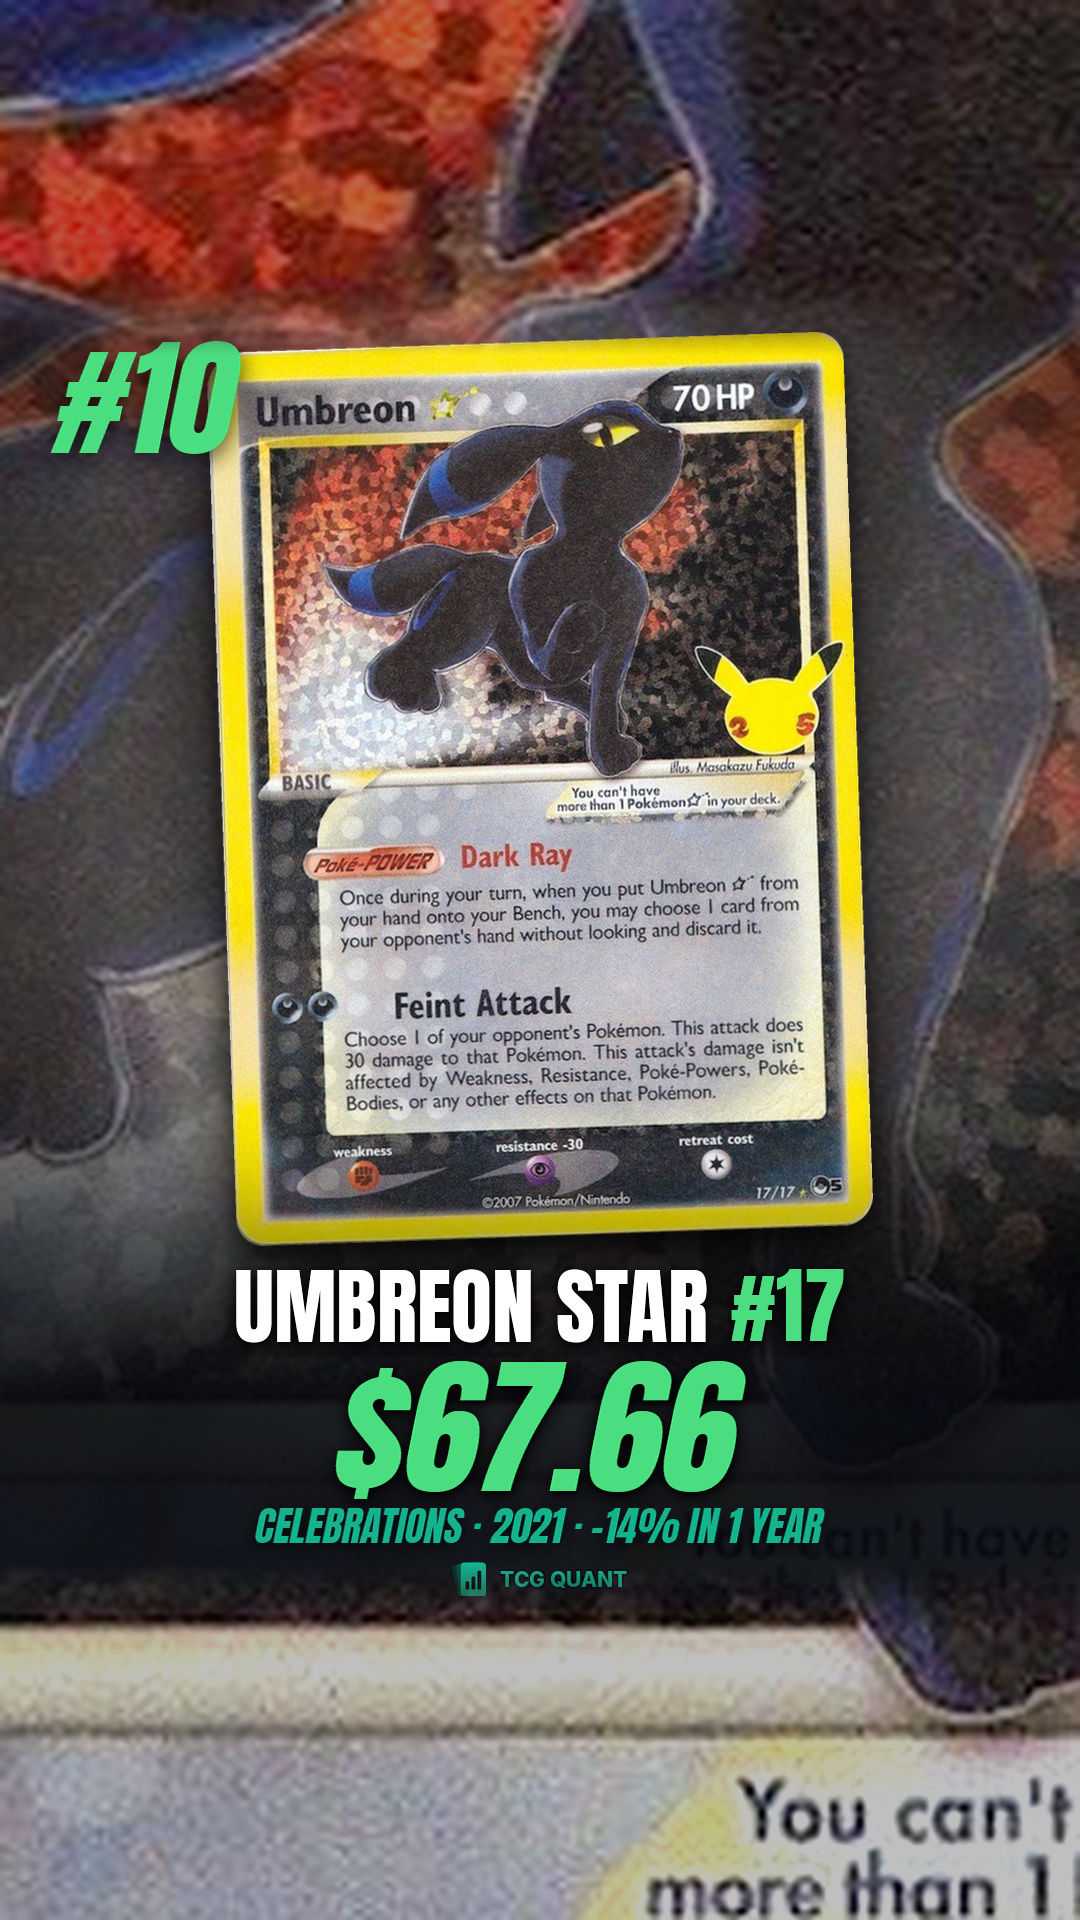 #10
Umbreon ☆
70 HP
25
BASIC
illus. Masakazu Fukuda
You can't have
more than 1 Pokémon ☆ in your deck.
Poké-POWER Dark Ray
Once during your turn, when you put Umbreon ☆ from
your hand onto your Bench, you may choose 1 card from
your opponent's hand without looking and discard it.
Feint Attack
Choose 1 of your opponent's Pokémon. This attack does
30 damage to that Pokémon. This attack's damage isn't
affected by Weakness, Resistance, Poké-Powers, Poké-
Bodies, or any other effects on that Pokémon.
weakness
resistance -30
retreat cost
©2007 Pokémon/Nintendo
17/17 ★ 5
UMBREON STAR #17
$67.66
CELEBRATIONS · 2021 · -14% IN 1 YEAR
TCG QUANT
You can't have
You can't
more than 1